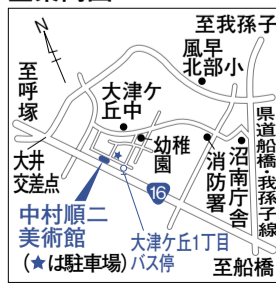 N
至我孫子
風早
北部小
至呼塚
大津ケ
丘中
幼稚
園
消防署
沼南庁舎
県道船橋・我孫子線
大井
交差点
16
中村順二
美術館
(★は駐車場)
大津ケ丘1丁目
バス停
至船橋